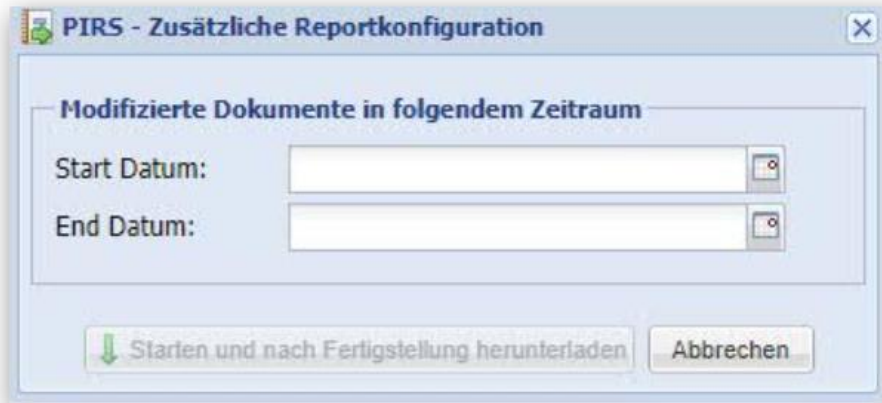 PIRS - Zusätzliche Reportkonfiguration
Modifizierte Dokumente in folgendem Zeitraum
Start Datum:
End Datum:
Starten und nach Fertigstellung herunterladen
Abbrechen